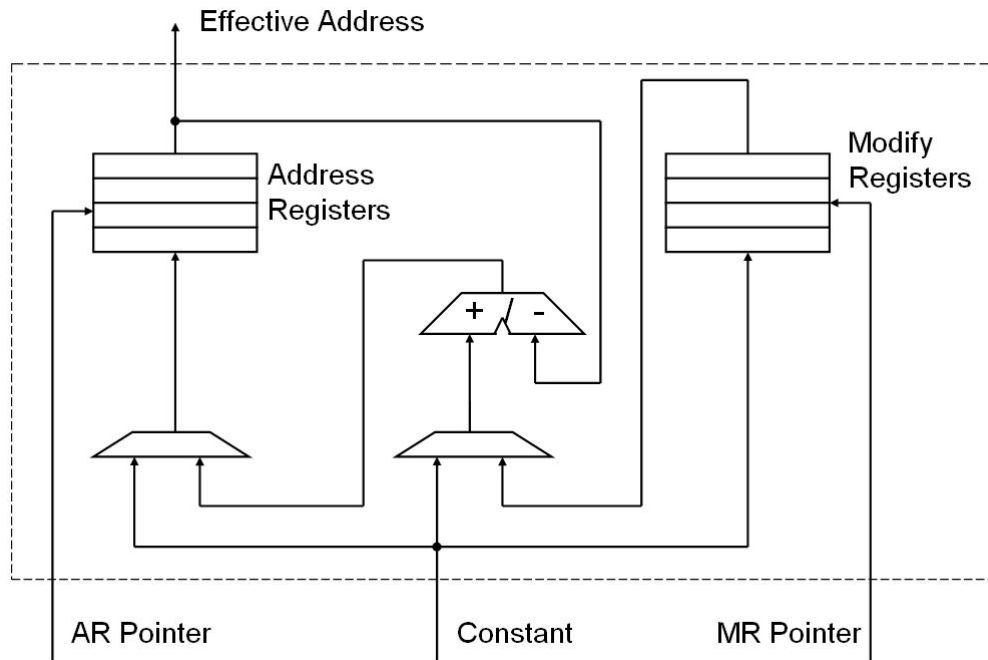 Effective Address
Address
Registers
Modify
Registers
+ / -
AR Pointer
Constant
MR Pointer